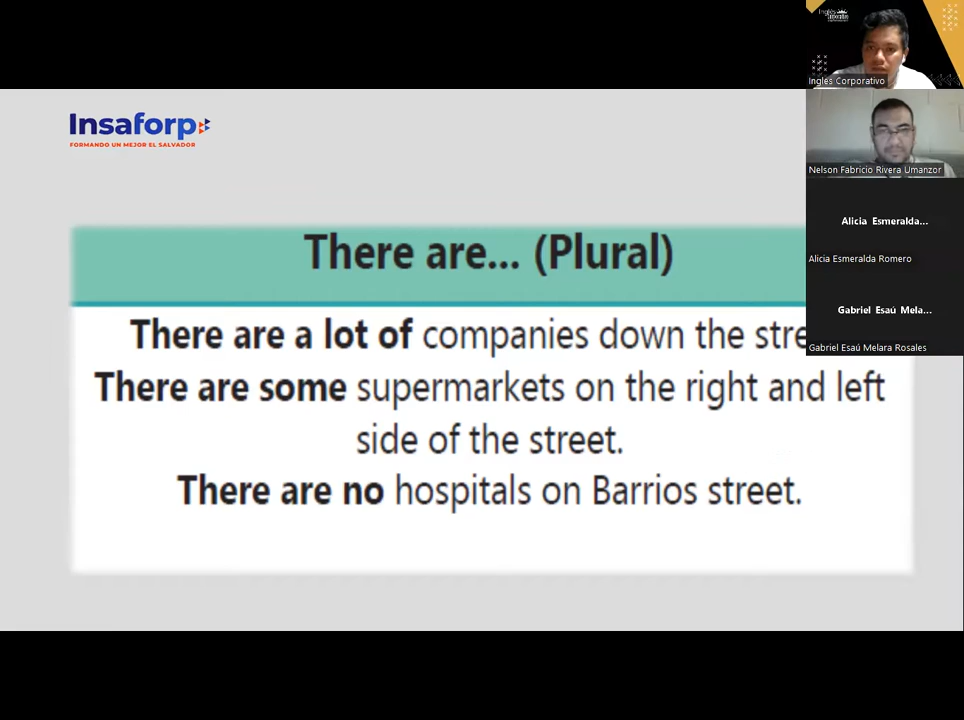 Inglés Corporativo
Insaforp
FORMANDO UN MEJOR EL SALVADOR
Nelson Fabricio Rivera Umanzor
Alicia Esmeralda...
Alicia Esmeralda Romero
Gabriel Esaú Mela...
Gabriel Esaú Melara Rosales
There are... (Plural)
There are a lot of companies down the stre
There are some supermarkets on the right and left
side of the street.
There are no hospitals on Barrios street.